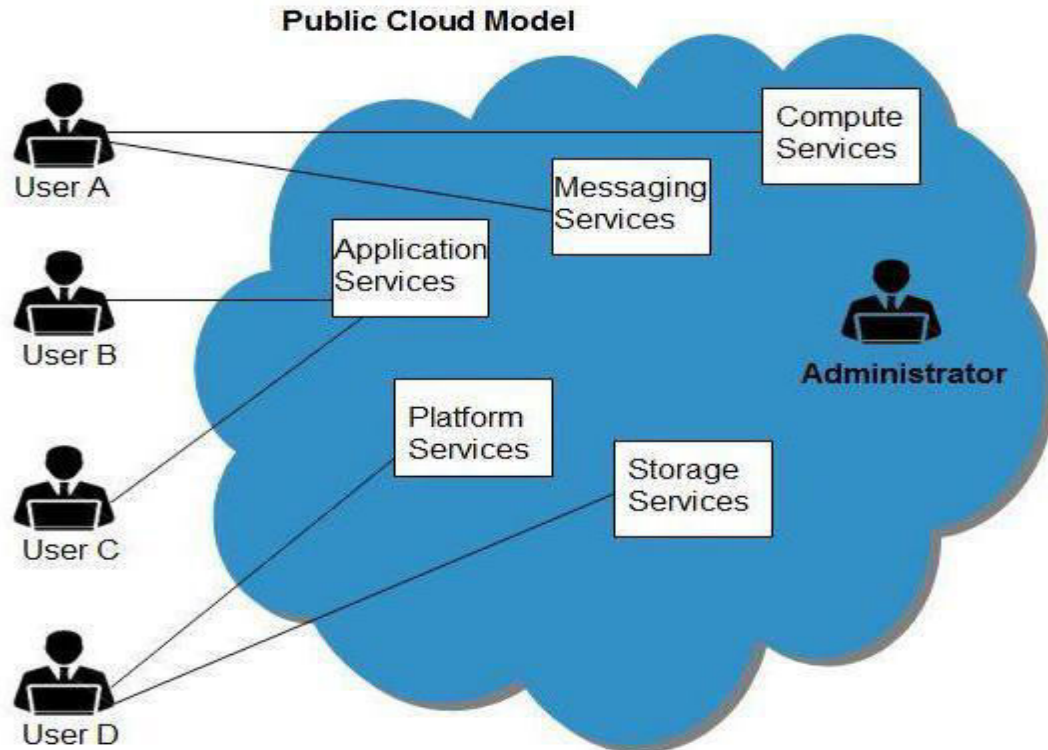 Public Cloud Model
Compute
Services
User A
Messaging
Services
Application
Services
User B
Administrator
Platform
Services
Storage
Services
User C
User D